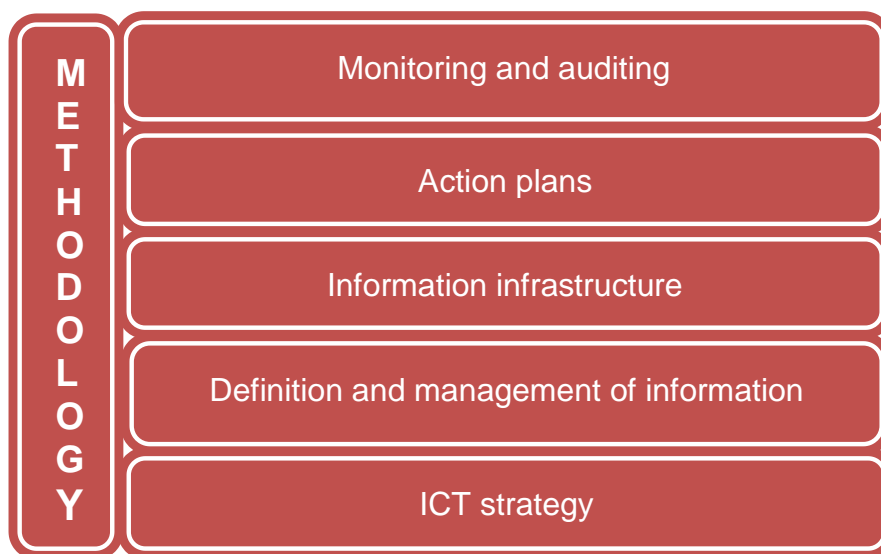 METHODOLOGY
Monitoring and auditing
Action plans
Information infrastructure
Definition and management of information
ICT strategy